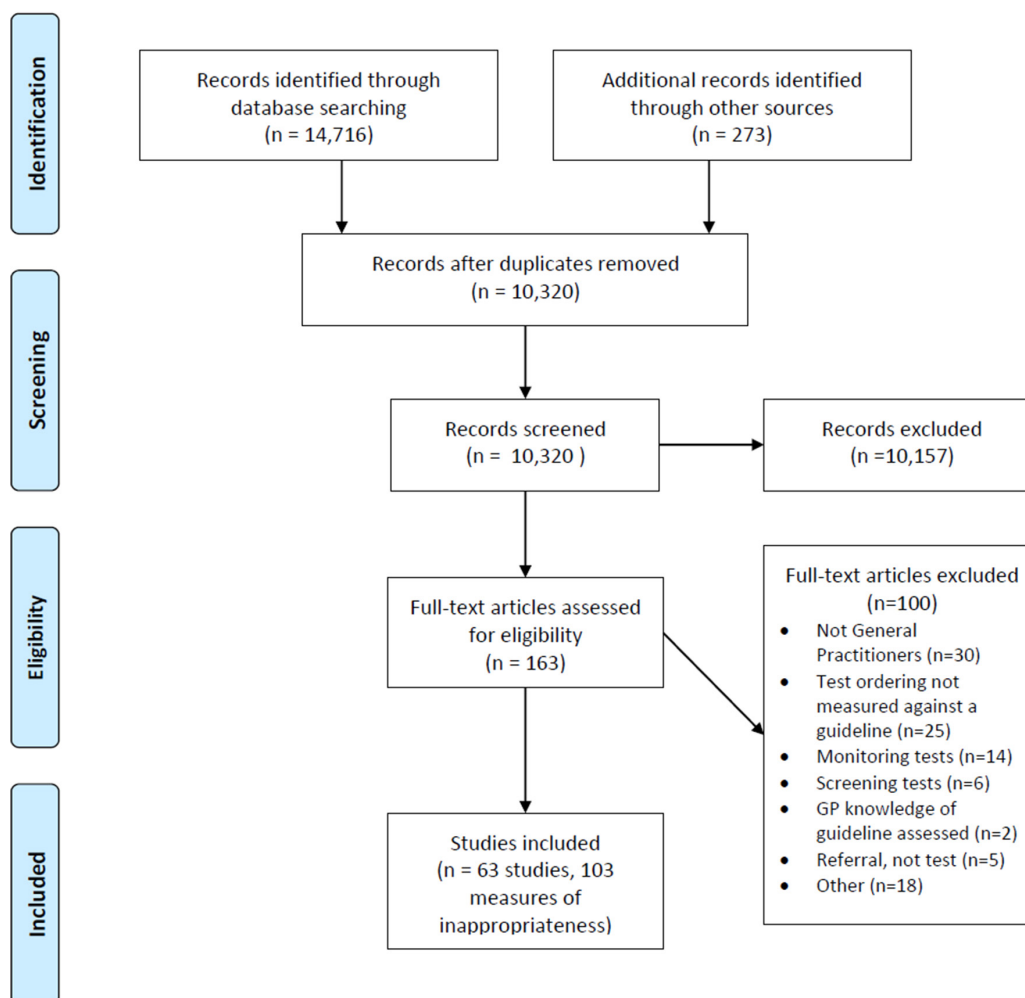 Identification
Records identified through
database searching
(n = 14,716)
Additional records identified
through other sources
(n = 273)
Screening
Records after duplicates removed
(n = 10,320)
Records screened
(n = 10,320 )
Records excluded
(n =10,157)
Eligibility
Full-text articles assessed
for eligibility
(n = 163)
Full-text articles excluded
(n=100)
• Not General
Practitioners (n=30)
• Test ordering not
measured against a
guideline (n=25)
• Monitoring tests (n=14)
• Screening tests (n=6)
• GP knowledge of
guideline assessed (n=2)
• Referral, not test (n=5)
• Other (n=18)
Included
Studies included
(n = 63 studies, 103
measures of
inappropriateness)